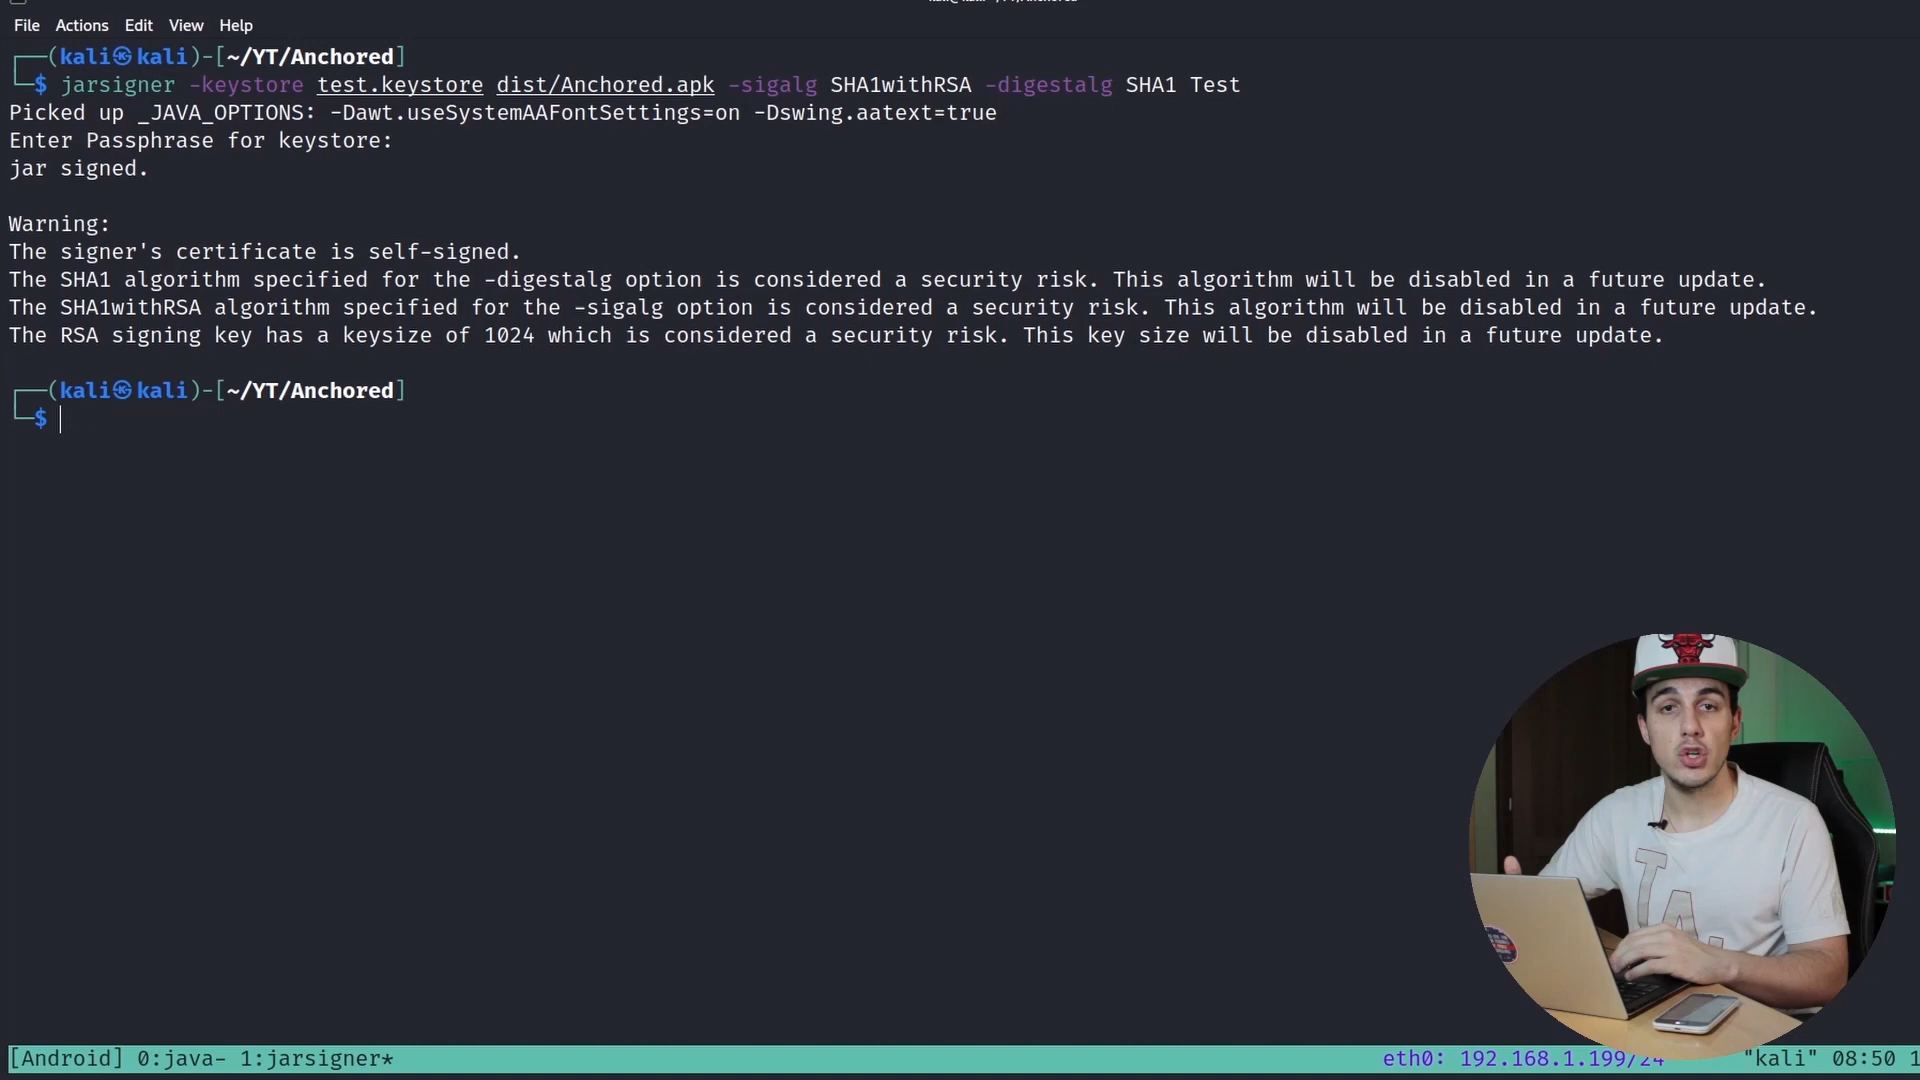 File Actions Edit View Help
┌──(kali㉿kali)-[~/YT/Anchored]
└─$ jarsigner -keystore test.keystore dist/Anchored.apk -sigalg SHA1withRSA -digestalg SHA1 Test
Picked up _JAVA_OPTIONS: -Dawt.useSystemAAFontSettings=on -Dswing.aatext=true
Enter Passphrase for keystore:
jar signed.
Warning:
The signer's certificate is self-signed.
The SHA1 algorithm specified for the -digestalg option is considered a security risk. This algorithm will be disabled in a future update.
The SHA1withRSA algorithm specified for the -sigalg option is considered a security risk. This algorithm will be disabled in a future update.
The RSA signing key has a keysize of 1024 which is considered a security risk. This key size will be disabled in a future update.
┌──(kali㉿kali)-[~/YT/Anchored]
└─$
[Android] 0:java- 1:jarsigner* eth0: 192.168.1.199/24 "kali" 08:50 1